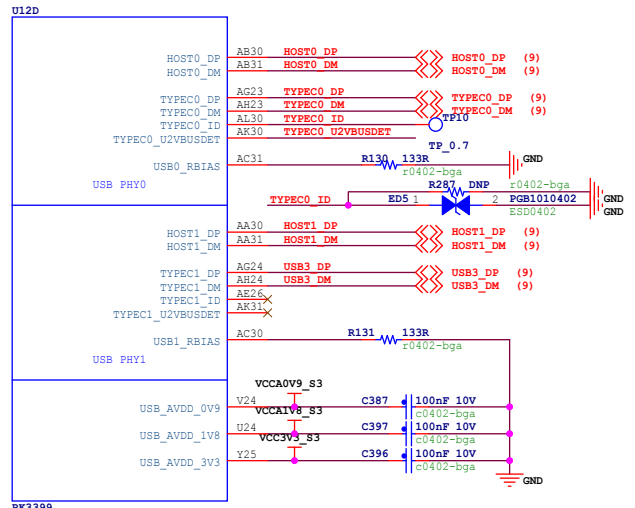 U12D
HOST0_DP AB30 HOST0_DP HOST0_DP (9)
HOST0_DM AB31 HOST0_DM HOST0_DM (9)
TYPEC0_DP AG23 TYPEC0_DP TYPEC0_DP (9)
TYPEC0_DM AH23 TYPEC0_DM TYPEC0_DM (9)
TYPEC0_ID AL30 TYPEC0_ID TP10
TYPEC0_U2VBUSDET AK30 TYPEC0_U2VBUSDET
TP_0.7
USB0_RBIAS AC31 R130 133R GND
r0402-bga
USB PHY0 R287 DNP r0402-bga
TYPEC0_ID ED5 1 2 PGB1010402 GND
ESD0402 GND
HOST1_DP AA30 HOST1_DP HOST1_DP (9)
HOST1_DM AA31 HOST1_DM HOST1_DM (9)
TYPEC1_DP AG24 USB3_DP USB3_DP (9)
TYPEC1_DM AH24 USB3_DM USB3_DM (9)
TYPEC1_ID AE26
TYPEC1_U2VBUSDET AK31
USB1_RBIAS AC30 R131 133R
r0402-bga
USB PHY1
VCCA0V9_S3
USB_AVDD_0V9 V24 C387 100nF 10V
c0402-bga
VCCA1V8_S3
USB_AVDD_1V8 U24 C397 100nF 10V
c0402-bga
VCC3V3_S3
USB_AVDD_3V3 Y25 C396 100nF 10V
c0402-bga
GND
RK3399